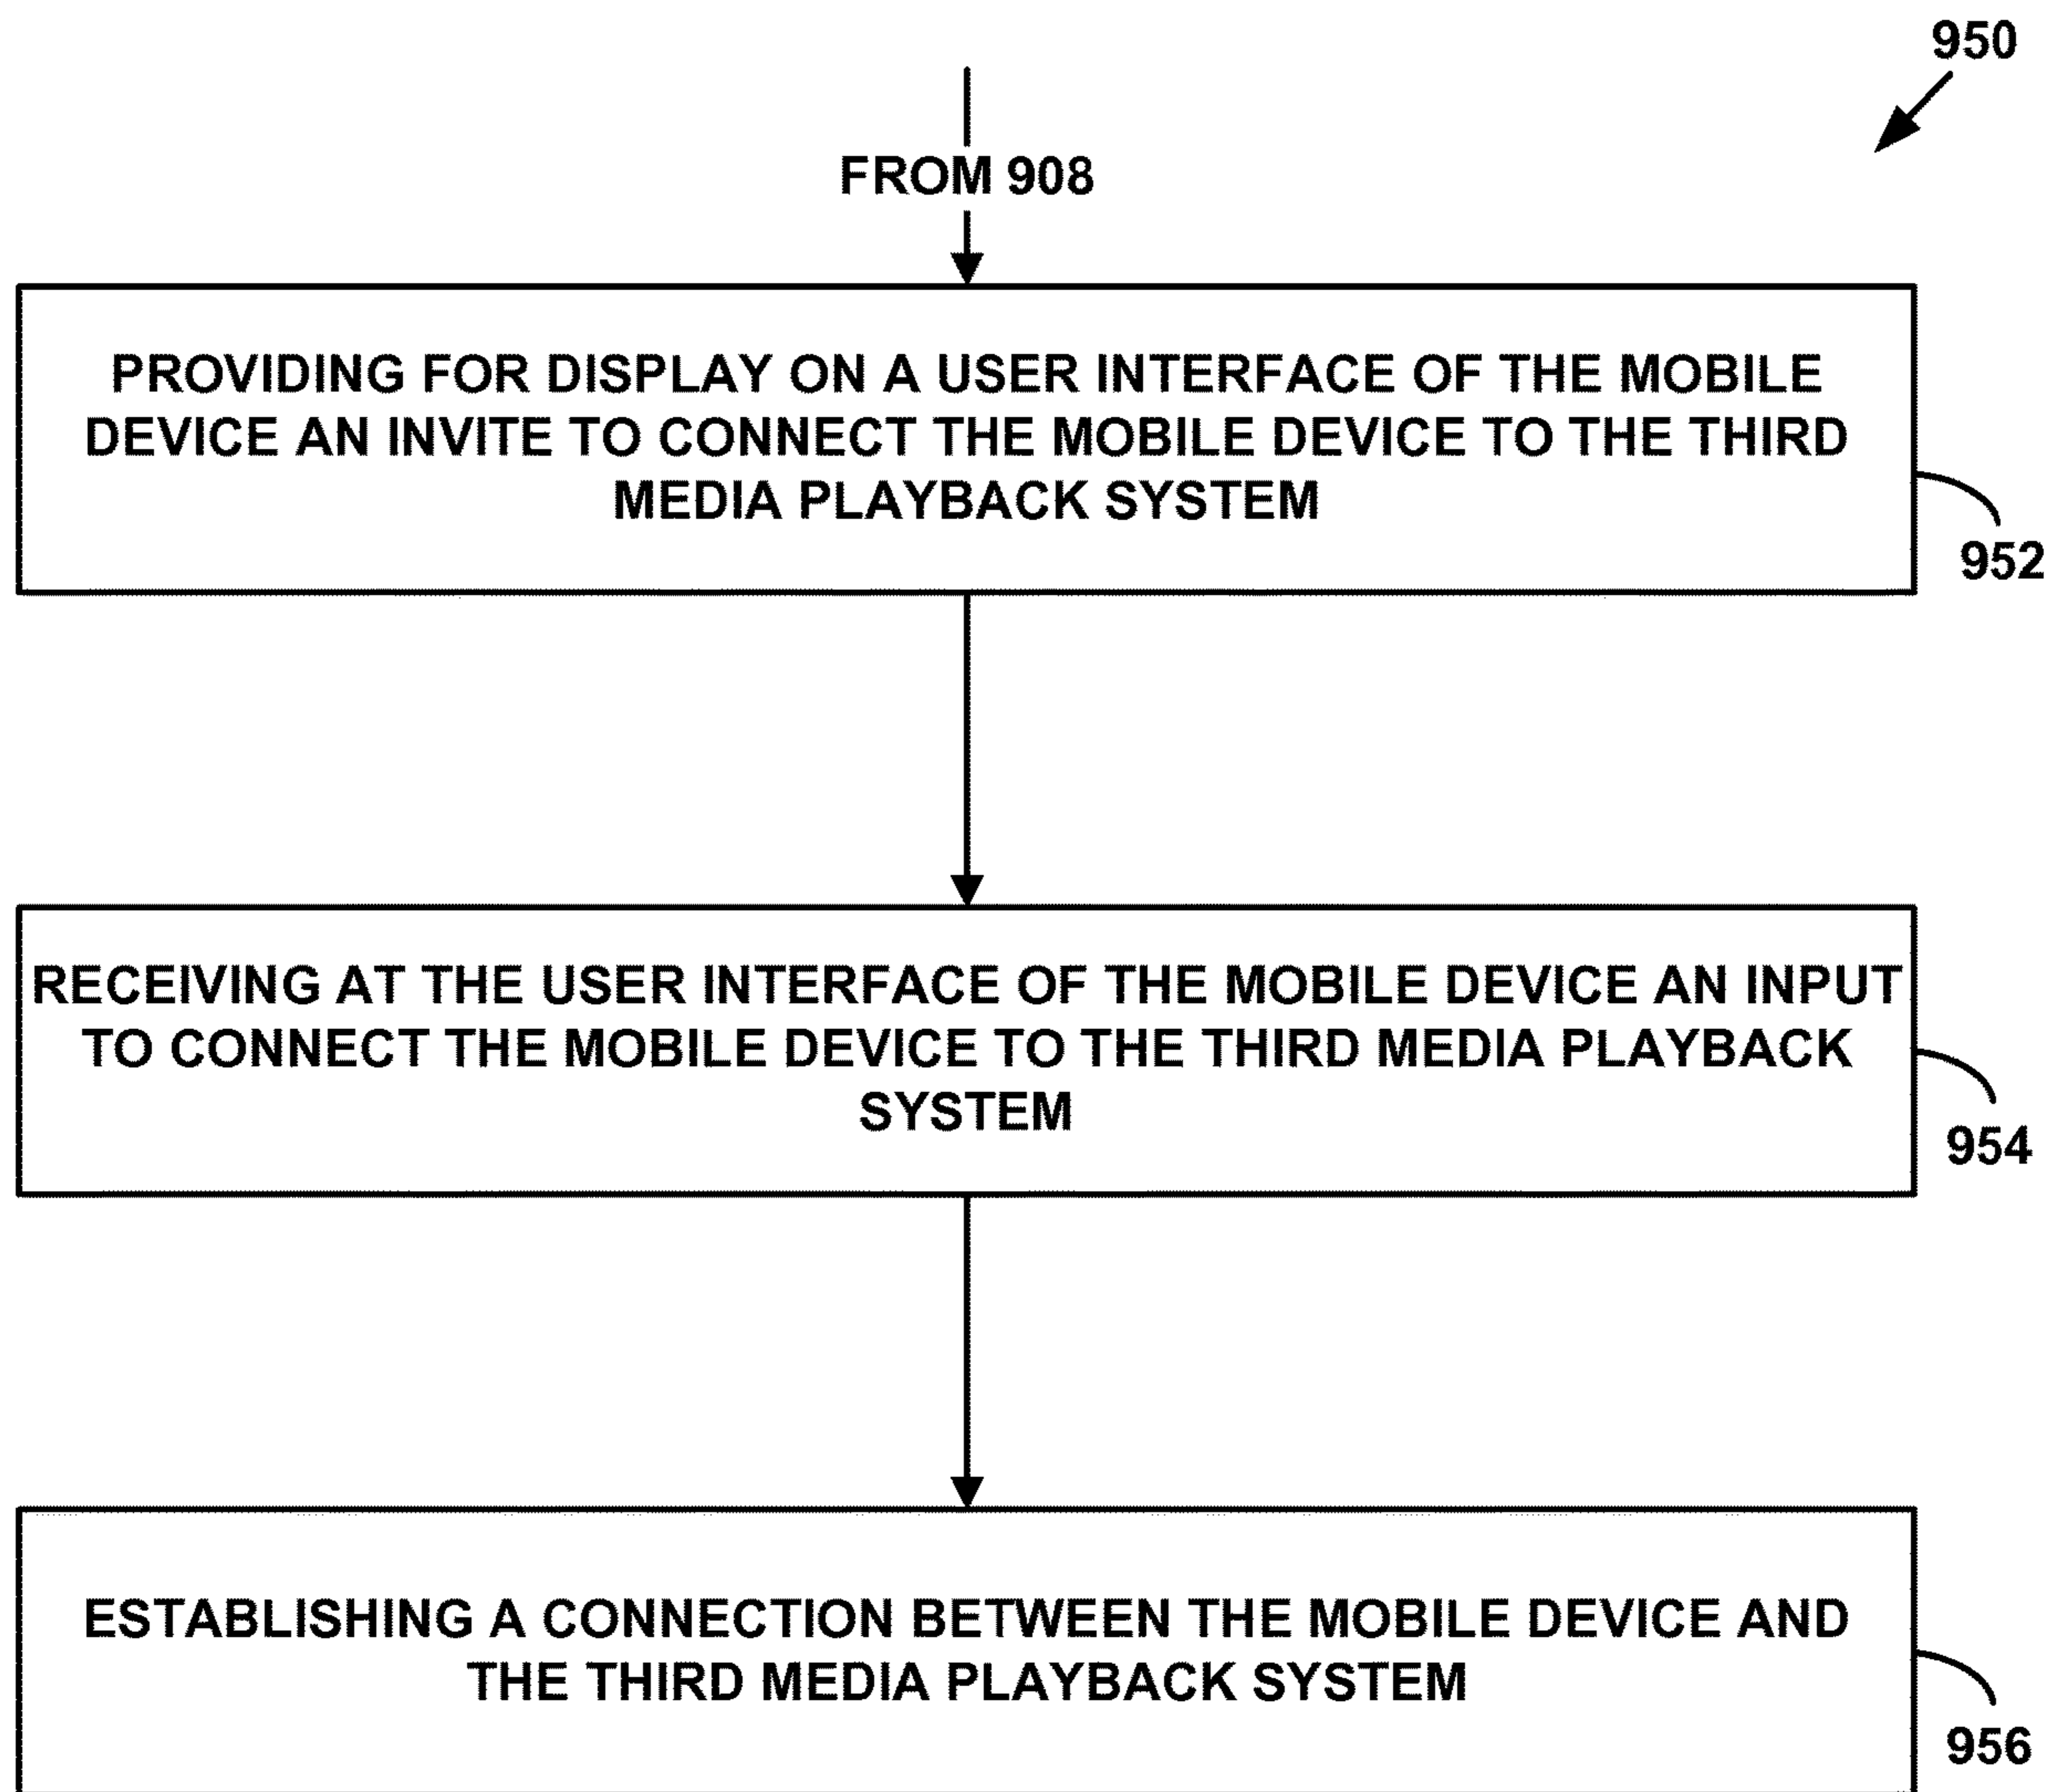 950
FROM 908
PROVIDING FOR DISPLAY ON A USER INTERFACE OF THE MOBILE
DEVICE AN INVITE TO CONNECT THE MOBILE DEVICE TO THE THIRD
MEDIA PLAYBACK SYSTEM
952
RECEIVING AT THE USER INTERFACE OF THE MOBILE DEVICE AN INPUT
TO CONNECT THE MOBILE DEVICE TO THE THIRD MEDIA PLAYBACK
SYSTEM
954
ESTABLISHING A CONNECTION BETWEEN THE MOBILE DEVICE AND
THE THIRD MEDIA PLAYBACK SYSTEM
956